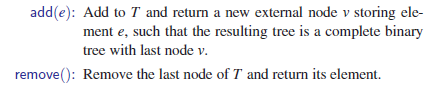 add(e): Add to T and return a new external node v storing ele-
ment e, such that the resulting tree is a complete binary
tree with last node v.
remove(): Remove the last node of T and return its element.